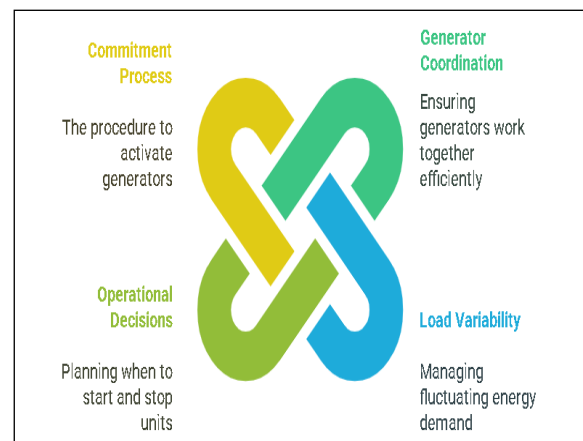 Commitment
Process
The procedure to
activate
generators
Generator
Coordination
Ensuring
generators work
together
efficiently
Operational
Decisions
Planning when to
start and stop
units
Load Variability
Managing
fluctuating energy
demand